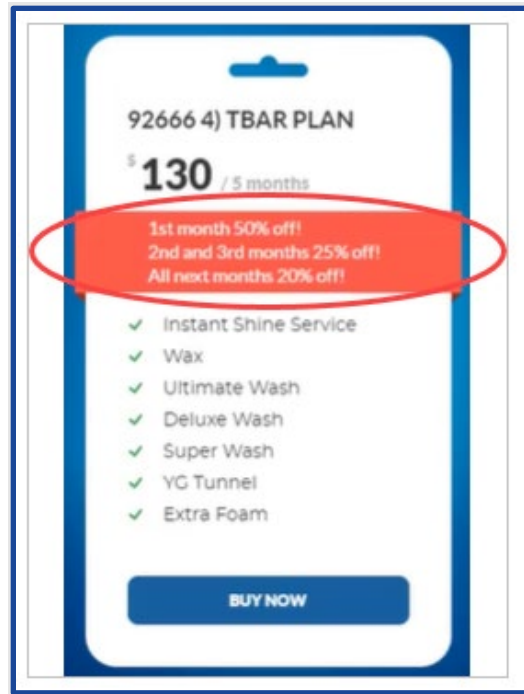 92666 4) TBAR PLAN
$ 130 / 5 months
1st month 50% off!
2nd and 3rd months 25% off!
All next months 20% off!
Instant Shine Service
Wax
Ultimate Wash
Deluxe Wash
Super Wash
YG Tunnel
Extra Foam
BUY NOW